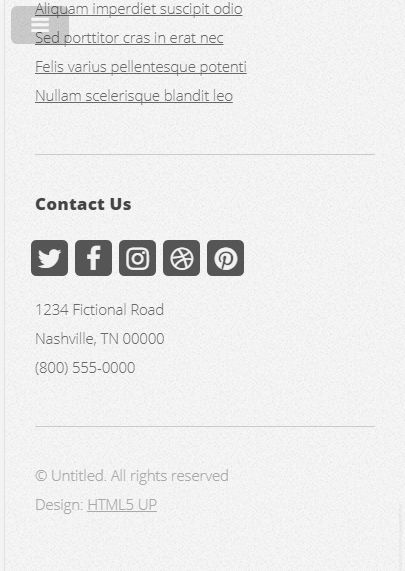 Aliquam imperdiet suscipit odio
Sed porttitor cras in erat nec
Felis varius pellentesque potenti
Nullam scelerisque blandit leo
Contact Us
1234 Fictional Road
Nashville, TN 00000
(800) 555-0000
© Untitled. All rights reserved
Design: HTML5 UP